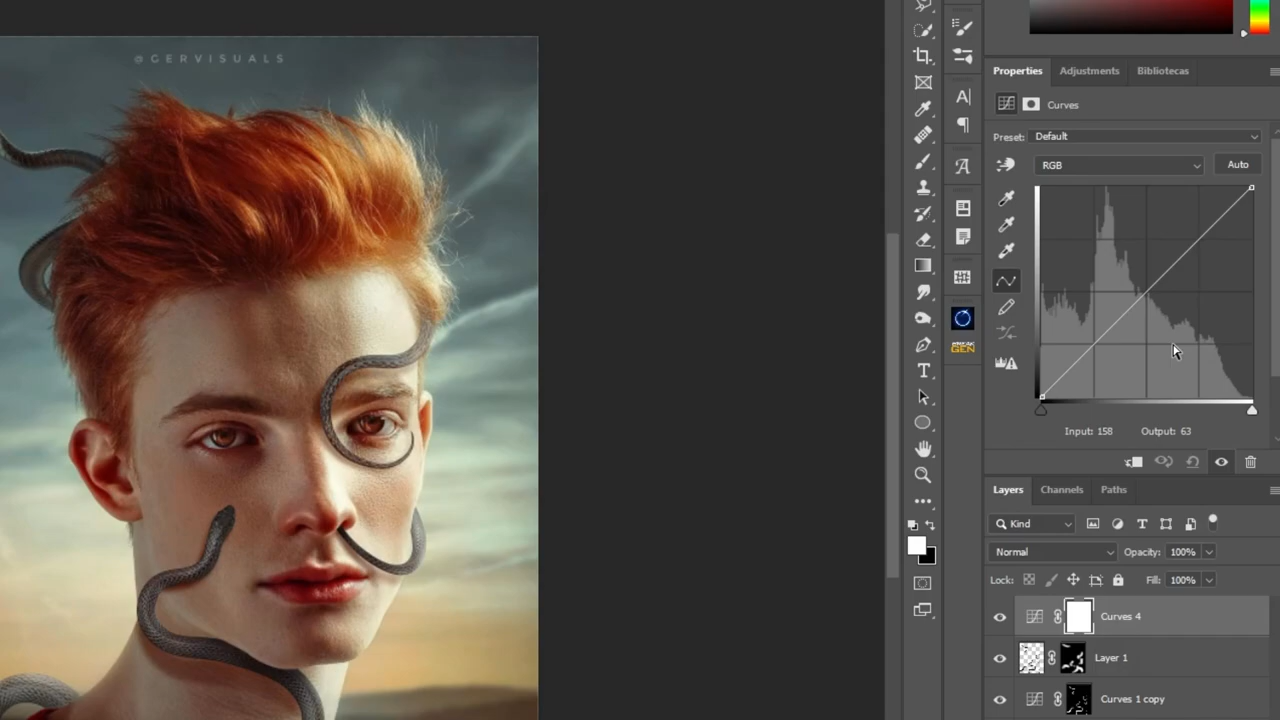 @GERVISUALS
Properties
Adjustments
Bibliotecas
Curves
Preset: Default
RGB
Auto
Input: 158
Output: 63
Layers
Channels
Paths
Kind
Normal
Opacity: 100%
Lock:
Fill: 100%
Curves 4
Layer 1
Curves 1 copy
A
A
T
GEN